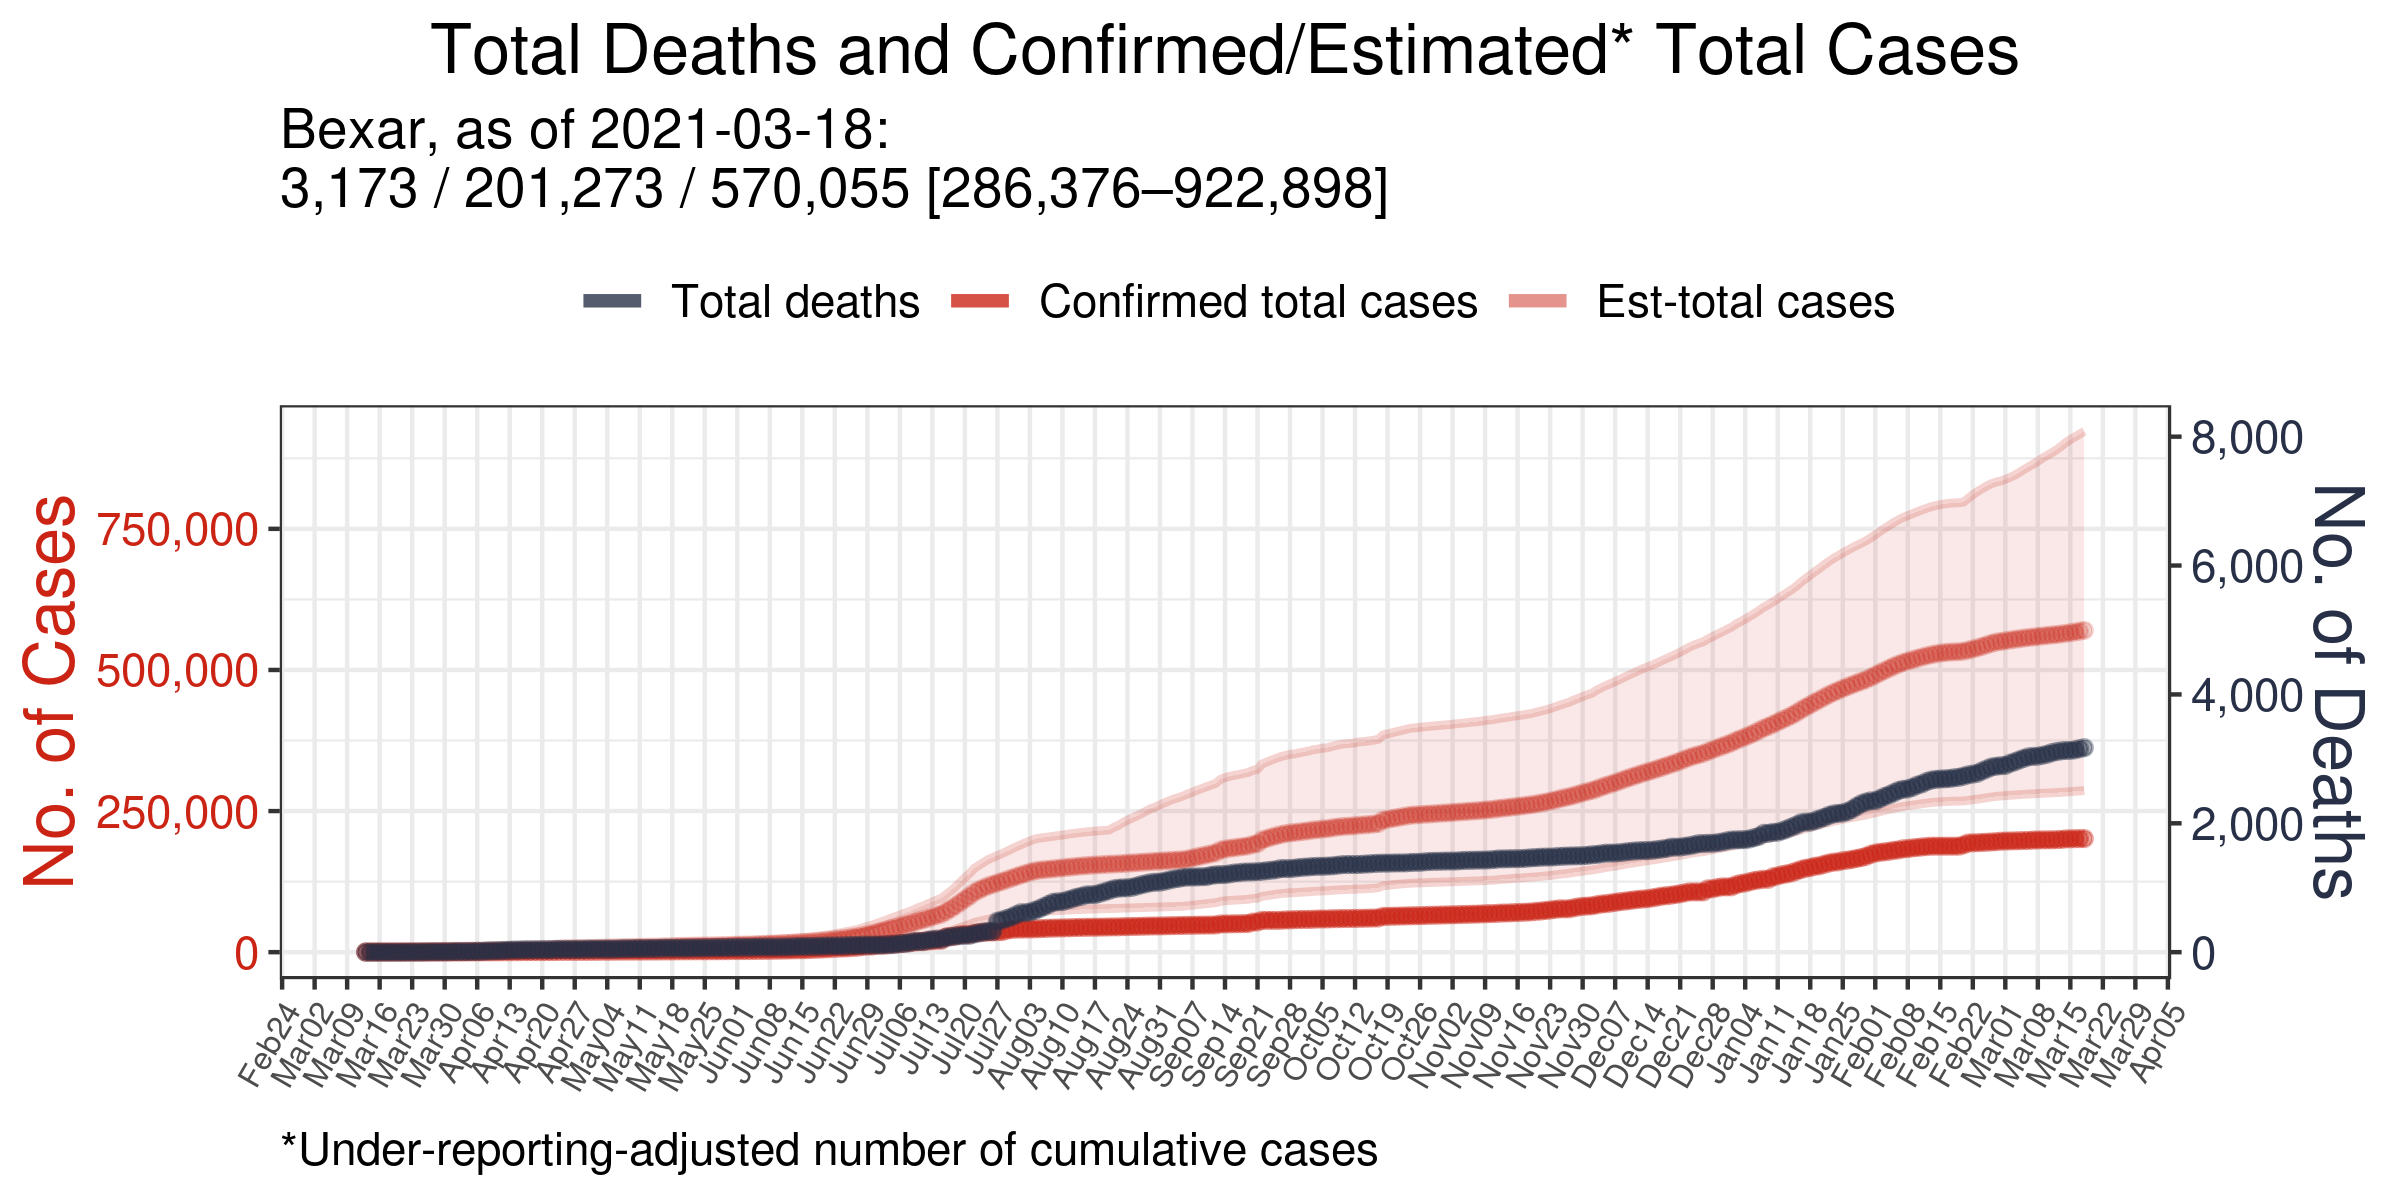 Total Deaths and Confirmed/Estimated* Total Cases
Bexar, as of 2021-03-18:
3,173 / 201,273 / 570,055 [286,376–922,898]
Total deaths Confirmed total cases Est-total cases
No. of Cases
750,000
500,000
250,000
0
8,000
6,000
4,000
2,000
0
No. of Deaths
Feb24 Mar02 Mar09 Mar16 Mar23 Mar30 Apr06 Apr13 Apr20 Apr27 May04 May11 May18 May25 Jun01 Jun08 Jun15 Jun22 Jun29 Jul06 Jul13 Jul20 Jul27 Aug03 Aug10 Aug17 Aug24 Aug31 Sep07 Sep14 Sep21 Sep28 Oct05 Oct12 Oct19 Oct26 Nov02 Nov09 Nov16 Nov23 Nov30 Dec07 Dec14 Dec21 Dec28 Jan04 Jan11 Jan18 Jan25 Feb01 Feb08 Feb15 Feb22 Mar01 Mar08 Mar15 Mar22 Mar29 Apr05
*Under-reporting-adjusted number of cumulative cases